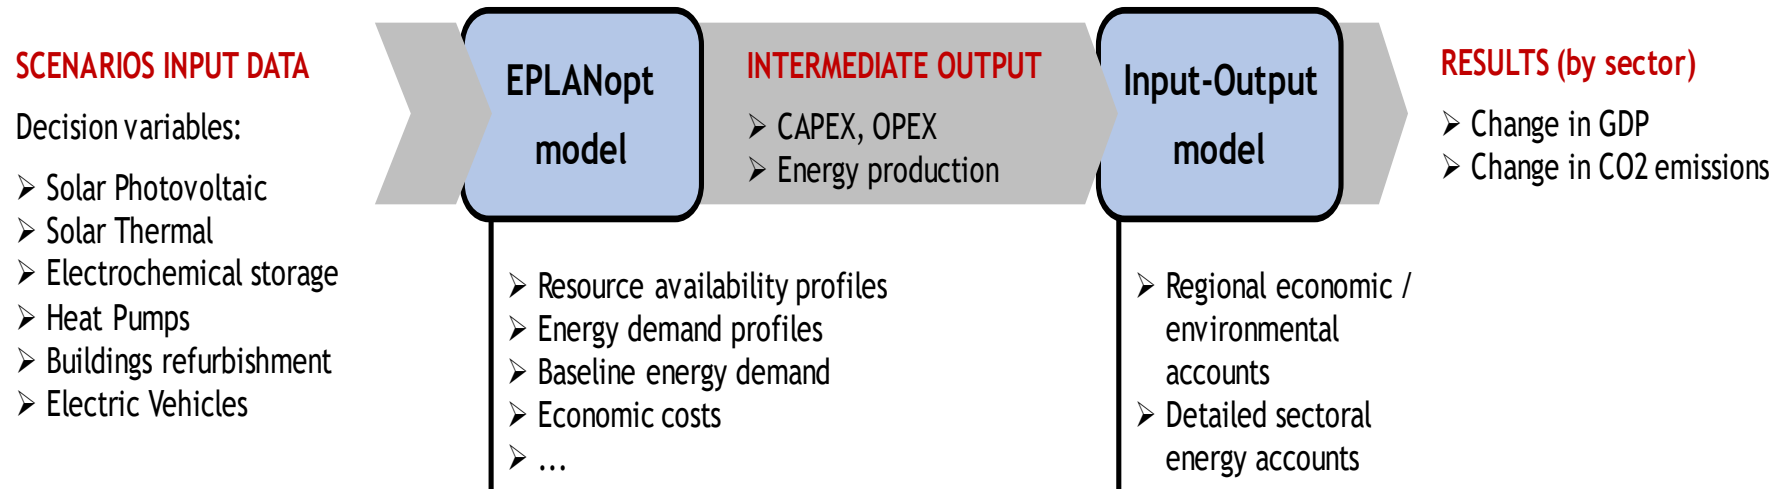 SCENARIOS INPUT DATA
Decision variables:
➢ Solar Photovoltaic
➢ Solar Thermal
➢ Electrochemical storage
➢ Heat Pumps
➢ Buildings refurbishment
➢ Electric Vehicles
EPLANopt
model
➢ Resource availability profiles
➢ Energy demand profiles
➢ Baseline energy demand
➢ Economic costs
➢ ...
INTERMEDIATE OUTPUT
➢ CAPEX, OPEX
➢ Energy production
Input-Output
model
➢ Regional economic /
environmental
accounts
➢ Detailed sectoral
energy accounts
RESULTS (by sector)
➢ Change in GDP
➢ Change in CO2 emissions